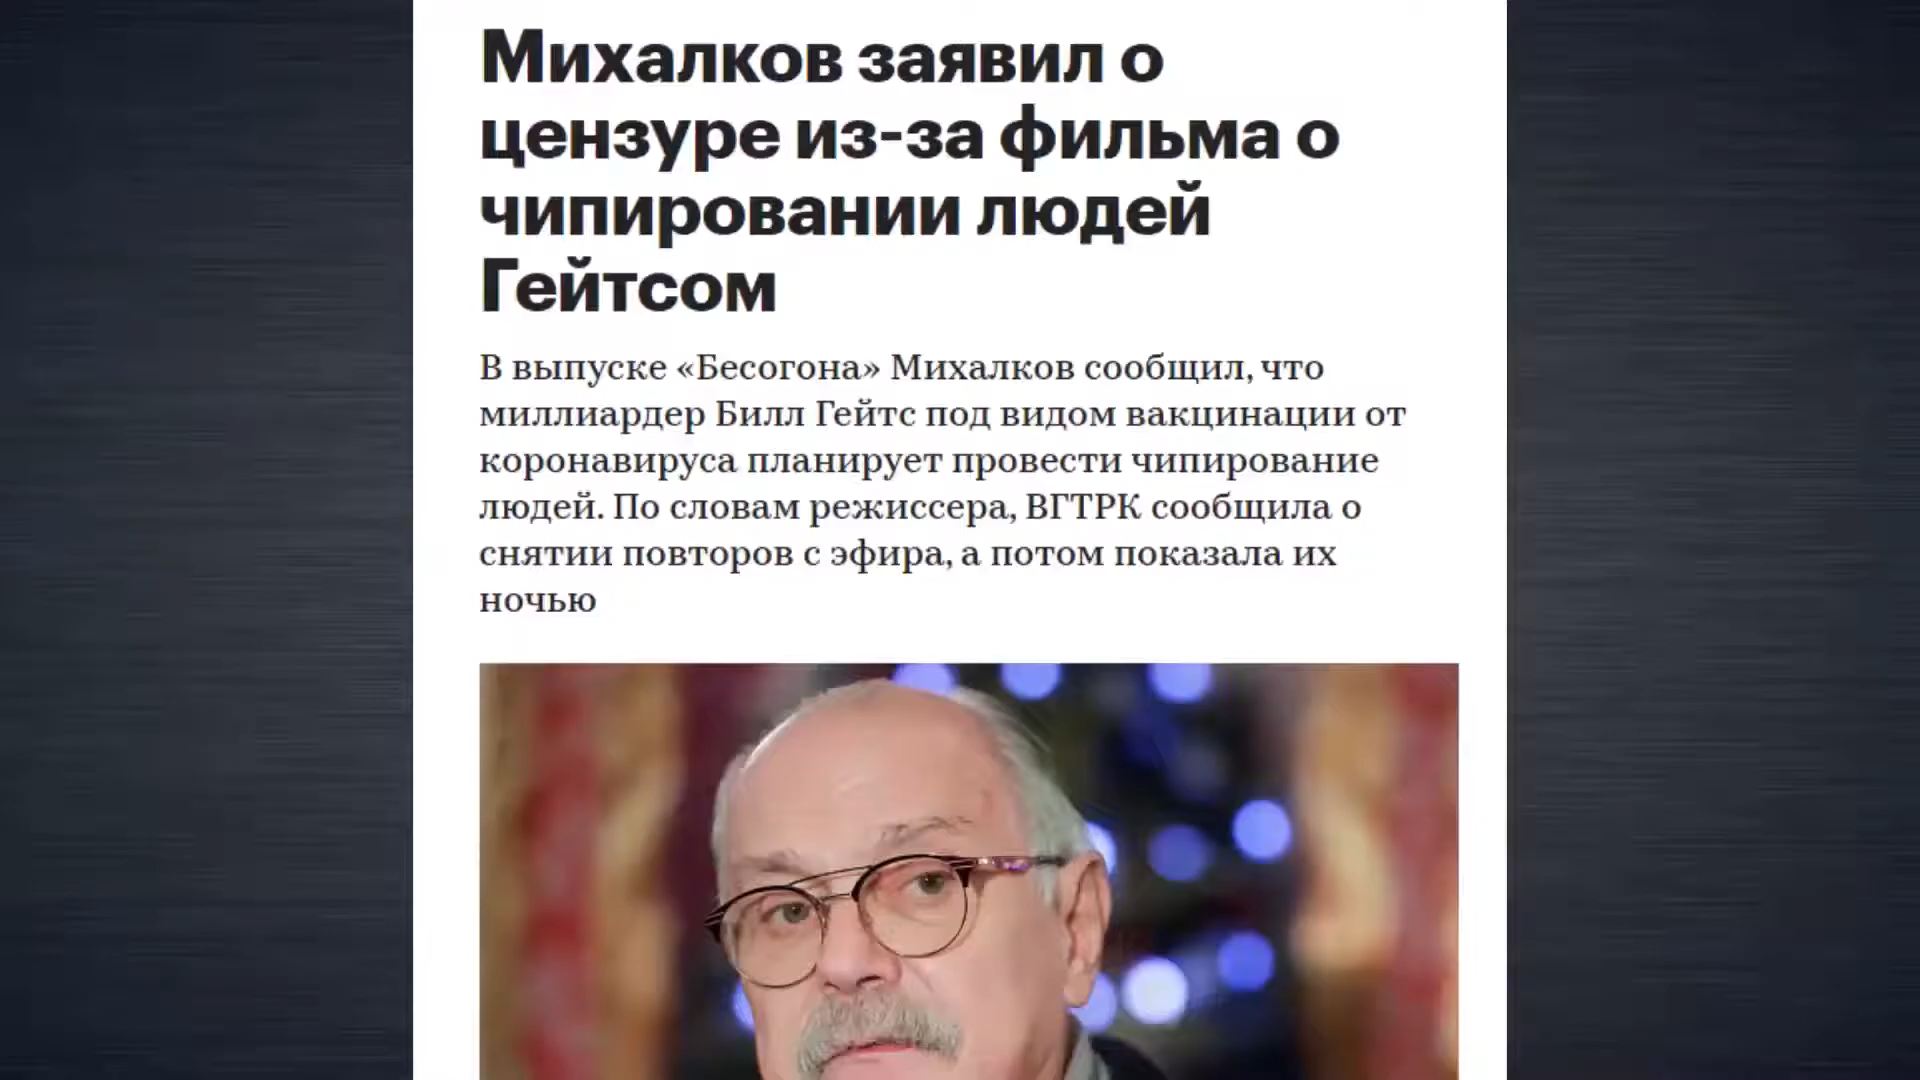 Михалков заявил о
цензуре из-за фильма о
чипировании людей
Гейтсом
В выпуске «Бесогона» Михалков сообщил, что
миллиардер Билл Гейтс под видом вакцинации от
коронавируса планирует провести чипирование
людей. По словам режиссера, ВГТРК сообщила о
снятии повторов с эфира, а потом показала их
ночью